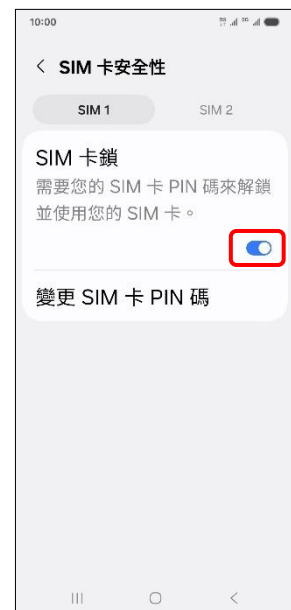 10:00
SIM 卡安全性
SIM 1 SIM 2
SIM 卡鎖
需要您的 SIM 卡 PIN 碼來解鎖
並使用您的 SIM 卡。
變更 SIM 卡 PIN 碼